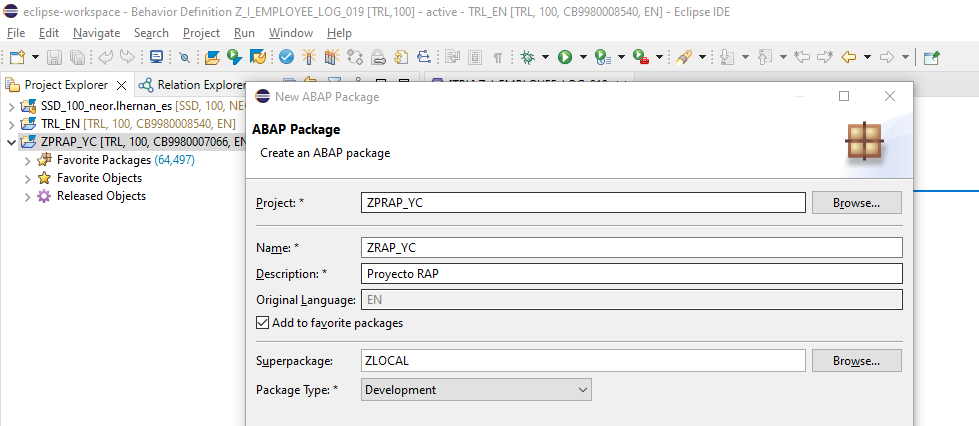 eclipse-workspace - Behavior Definition Z_I_EMPLOYEE_LOG_019 [TRL,100] - active - TRL_EN [TRL, 100, CB9980008540, EN] - Eclipse IDE
File Edit Navigate Search Project Run Window Help
Project Explorer Relation Explorer
SSD_100_neor.lhernan_es [SSD, 100, NEO
TRL_EN [TRL, 100, CB9980008540, EN]
ZPRAP_YC [TRL, 100, CB9980007066, EN
Favorite Packages (64,497)
Favorite Objects
Released Objects
New ABAP Package
ABAP Package
Create an ABAP package
Project: * ZPRAP_YC Browse...
Name: * ZRAP_YC
Description: * Proyecto RAP
Original Language: EN
Add to favorite packages
Superpackage: ZLOCAL Browse...
Package Type: * Development